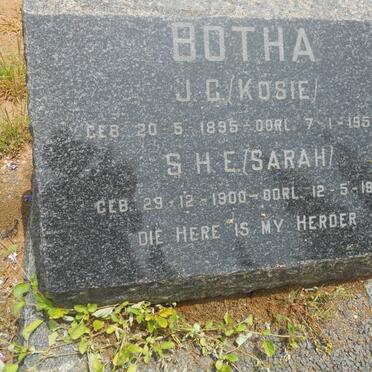 BOTHA
J.C. (KOSIE)
GEB. 20-5-1895-OORL. 7-1-195
S.H.E. (SARAH)
GEB. 29-12-1900-OORL. 12-5-19
DIE HERE IS MY HERDER